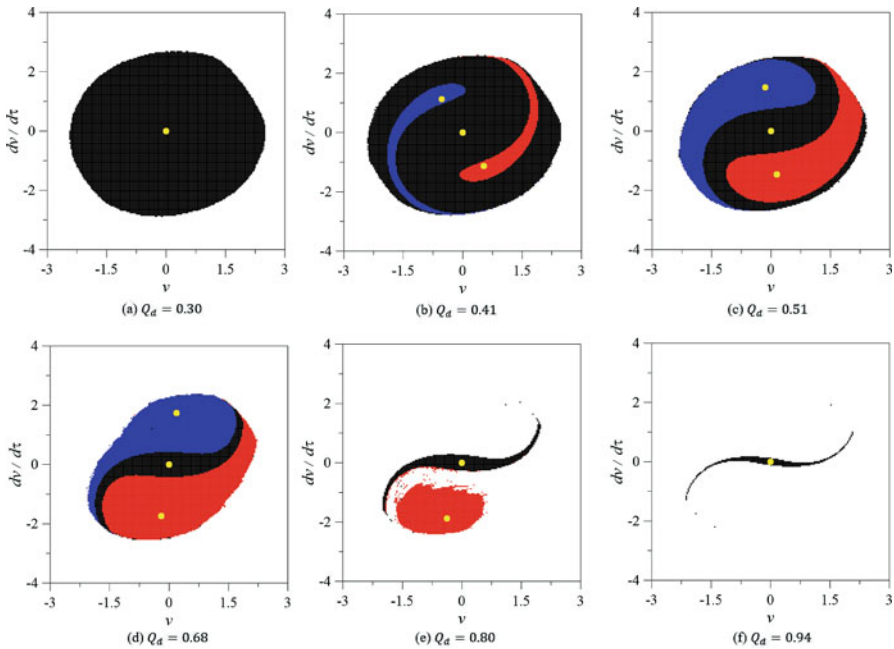 4
2
0
-2
-4
dv / dτ
-3 -1.5 0 1.5 3
v
(a) Q_d = 0.30
4
2
0
-2
-4
dv / dτ
-3 -1.5 0 1.5 3
v
(b) Q_d = 0.41
4
2
0
-2
-4
dv / dτ
-3 -1.5 0 1.5 3
v
(c) Q_d = 0.51
4
2
0
-2
-4
dv / dτ
-3 -1.5 0 1.5 3
v
(d) Q_d = 0.68
4
2
0
-2
-4
dv / dτ
-3 -1.5 0 1.5 3
v
(e) Q_d = 0.80
4
2
0
-2
-4
dv / dτ
-3 -1.5 0 1.5 3
v
(f) Q_d = 0.94